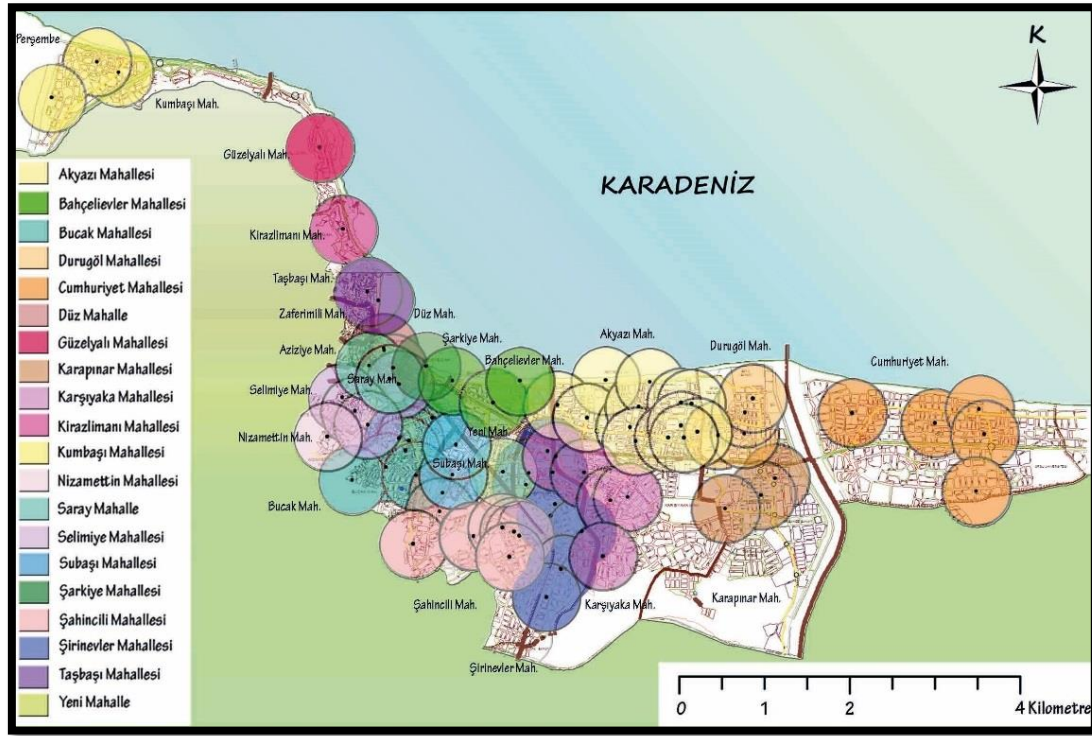 K
Perşembe
Kumbaşı Mah.
Güzelyalı Mah.
KARADENİZ
Kirazlimanı Mah.
Taşbaşı Mah.
Zaferimili Mah.
Düz Mah.
Aziziye Mah.
Şarkiye Mah.
Akyazı Mah.
Durugöl Mah.
Cumhuriyet Mah.
Bahçelievler Mah.
Saray Mah.
Selimiye Mah.
Nizamettin Mah.
Yeni Mah.
Subaşı Mah.
Bucak Mah.
Şahincili Mah.
Karşıyaka Mah.
Karapınar Mah.
Şirinevler Mah.
Akyazı Mahallesi
Bahçelievler Mahallesi
Bucak Mahallesi
Durugöl Mahallesi
Cumhuriyet Mahallesi
Düz Mahalle
Güzelyalı Mahallesi
Karapınar Mahallesi
Karşıyaka Mahallesi
Kirazlimanı Mahallesi
Kumbaşı Mahallesi
Nizamettin Mahallesi
Saray Mahalle
Selimiye Mahallesi
Subaşı Mahallesi
Şarkiye Mahallesi
Şahincili Mahallesi
Şirinevler Mahallesi
Taşbaşı Mahallesi
Yeni Mahalle
0 1 2 4 Kilometre